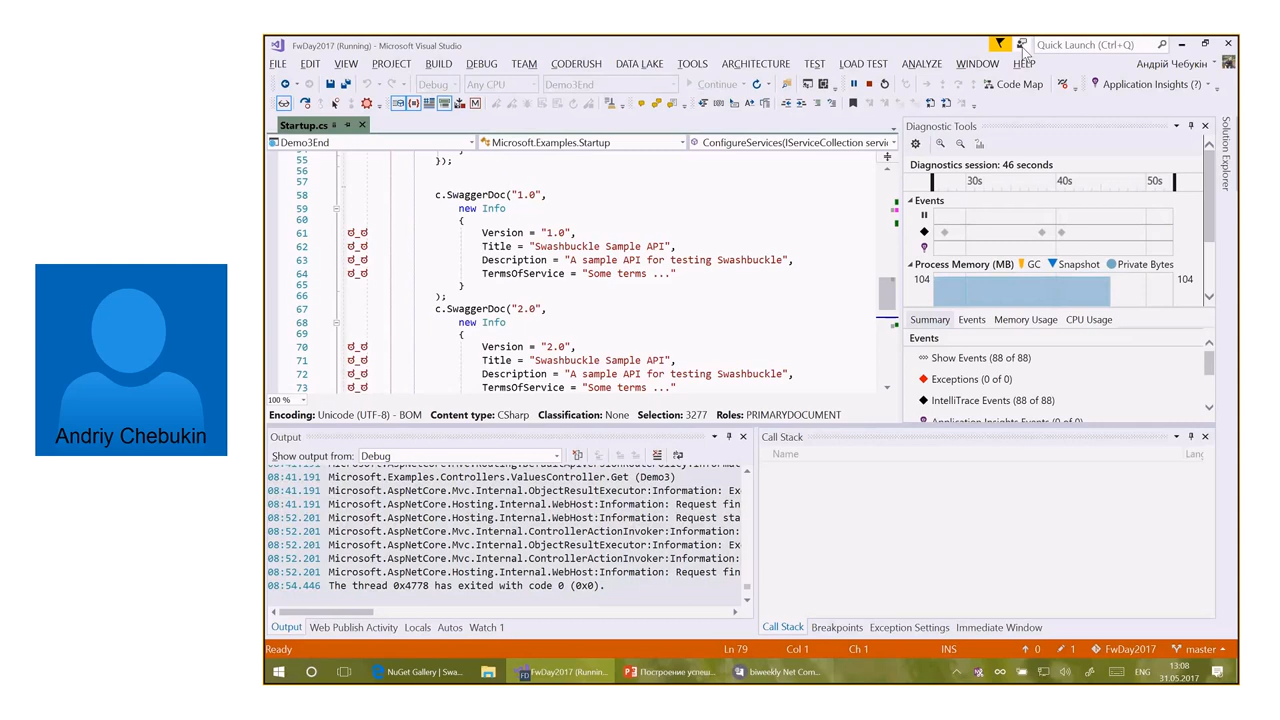 FwDay2017 (Running) - Microsoft Visual Studio
Quick Launch (Ctrl+Q)
FILE EDIT VIEW PROJECT BUILD DEBUG TEAM CODERUSH DATA LAKE TOOLS ARCHITECTURE TEST LOAD TEST ANALYZE WINDOW HELP Андрій Чебукін
Debug Any CPU Demo3End Continue Code Map Application Insights (?)
Startup.cs
Demo3End Microsoft.Examples.Startup ConfigureServices(IServiceCollection servic
55 });
56
57
58 c.SwaggerDoc("1.0",
59 new Info
60 {
61 Version = "1.0",
62 Title = "Swashbuckle Sample API",
63 Description = "A sample API for testing Swashbuckle",
64 TermsOfService = "Some terms ..."
65 }
66 );
67 c.SwaggerDoc("2.0",
68 new Info
69 {
70 Version = "2.0",
71 Title = "Swashbuckle Sample API",
72 Description = "A sample API for testing Swashbuckle",
73 TermsOfService = "Some terms ..."
100 %
Encoding: Unicode (UTF-8) - BOM Content type: CSharp Classification: None Selection: 3277 Roles: PRIMARYDOCUMENT
Diagnostic Tools
Diagnostics session: 46 seconds
30s 40s 50s
Events
Process Memory (MB) GC Snapshot Private Bytes
104 104
Summary Events Memory Usage CPU Usage
Events
Show Events (88 of 88)
Exceptions (0 of 0)
IntelliTrace Events (88 of 88)
Application Insights Events (0 of 0)
Solution Explorer
Andriy Chebukin
Output
Show output from: Debug
08:41.191 Microsoft.Examples.Controllers.ValuesController.Get (Demo3)
08:41.191 Microsoft.AspNetCore.Mvc.Internal.ObjectResultExecutor:Information: Ex
08:41.191 Microsoft.AspNetCore.Hosting.Internal.WebHost:Information: Request fin
08:52.201 Microsoft.AspNetCore.Hosting.Internal.WebHost:Information: Request sta
08:52.201 Microsoft.AspNetCore.Mvc.Internal.ControllerActionInvoker:Information:
08:52.201 Microsoft.AspNetCore.Mvc.Internal.ObjectResultExecutor:Information: Ex
08:52.201 Microsoft.AspNetCore.Mvc.Internal.ControllerActionInvoker:Information:
08:52.201 Microsoft.AspNetCore.Hosting.Internal.WebHost:Information: Request fin
08:54.446 The thread 0x4778 has exited with code 0 (0x0).
Output Web Publish Activity Locals Autos Watch 1
Call Stack
Name Lang
Call Stack Breakpoints Exception Settings Immediate Window
Ready Ln 79 Col 1 Ch 1 INS 0 1 FwDay2017 master
NuGet Gallery | Swa... FwDay2017 (Runnin... Построение успеш... biweekly Net Com... ENG 13:08
31.05.2017